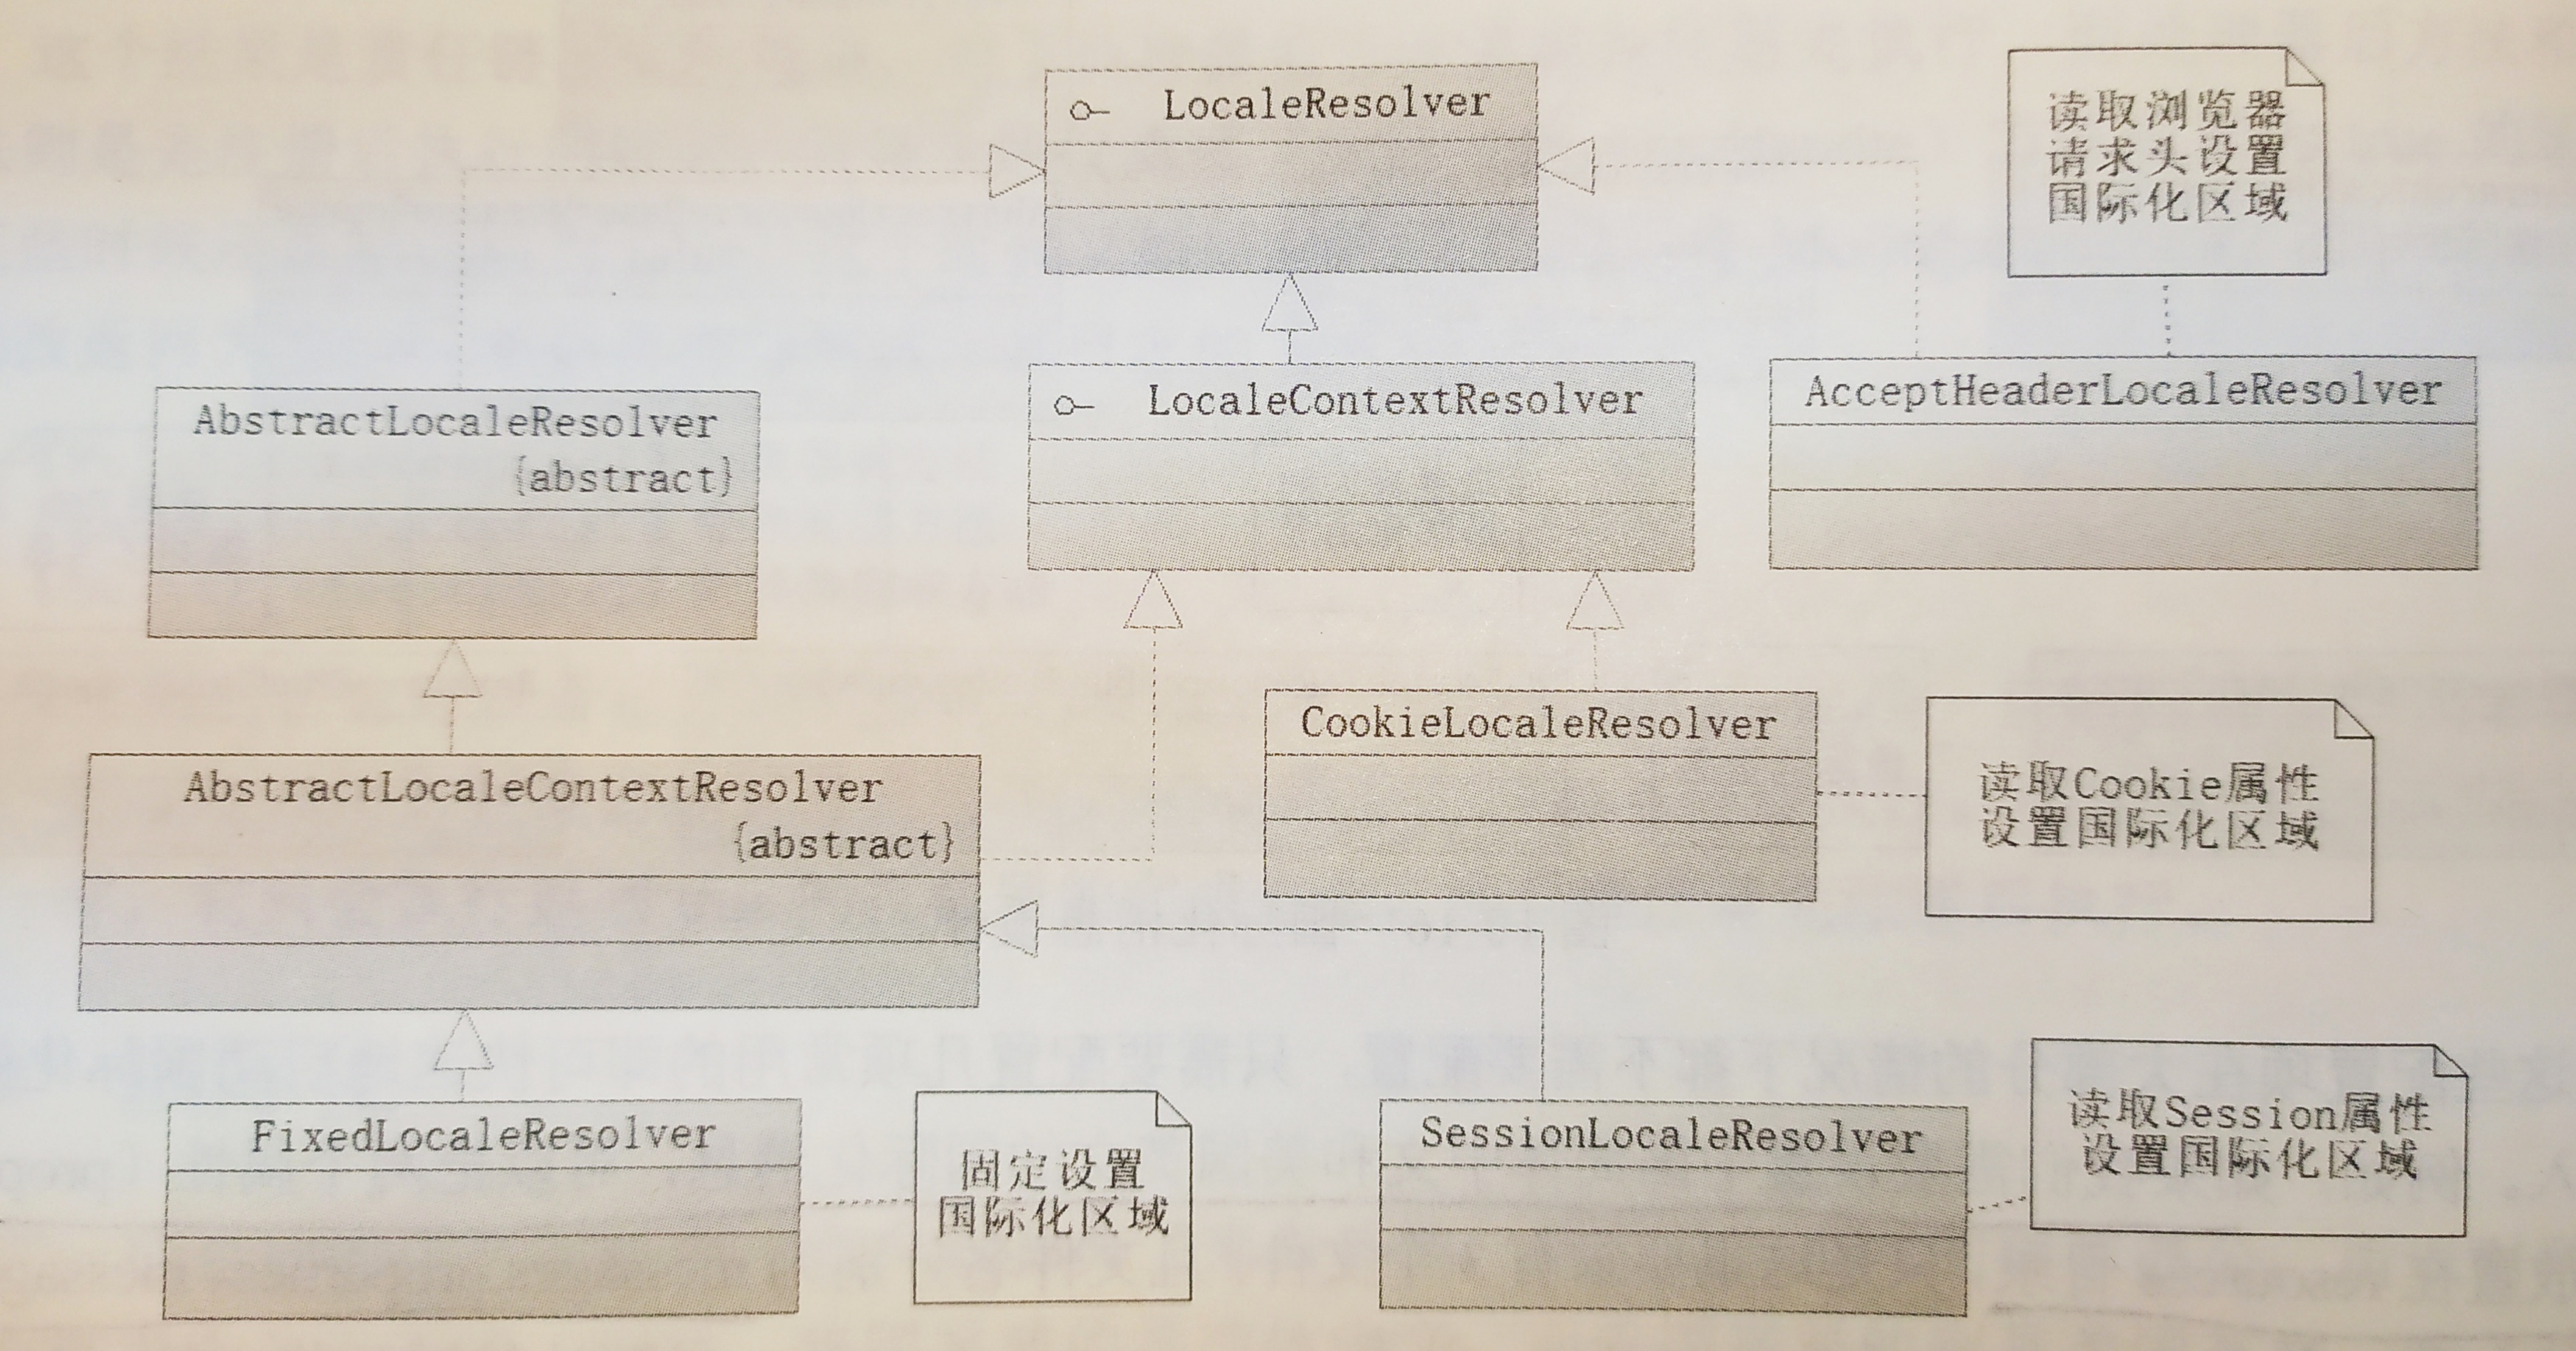 LocaleResolver
读取浏览器
请求头设置
国际化区域
AbstractLocaleResolver
{abstract}
LocaleContextResolver
AcceptHeaderLocaleResolver
AbstractLocaleContextResolver
{abstract}
CookieLocaleResolver
读取Cookie属性
设置国际化区域
FixedLocaleResolver
固定设置
国际化区域
SessionLocaleResolver
读取Session属性
设置国际化区域